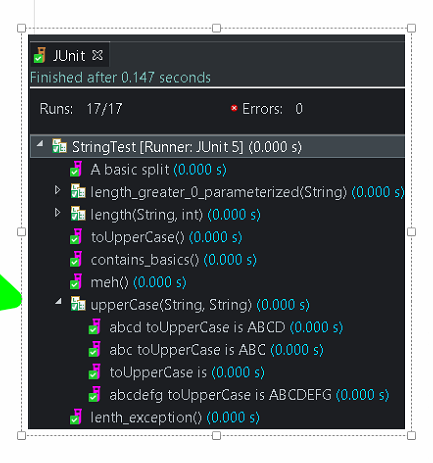 JUnit
Finished after 0.147 seconds
Runs: 17/17 Errors: 0
StringTest [Runner: JUnit 5] (0.000 s)
A basic split (0.000 s)
length_greater_0_parameterized(String) (0.000 s)
length(String, int) (0.000 s)
toUpperCase() (0.000 s)
contains_basics() (0.000 s)
meh() (0.000 s)
upperCase(String, String) (0.000 s)
abcd toUpperCase is ABCD (0.000 s)
abc toUpperCase is ABC (0.000 s)
toUpperCase is (0.000 s)
abcdefg toUpperCase is ABCDEFG (0.000 s)
lenth_exception() (0.000 s)